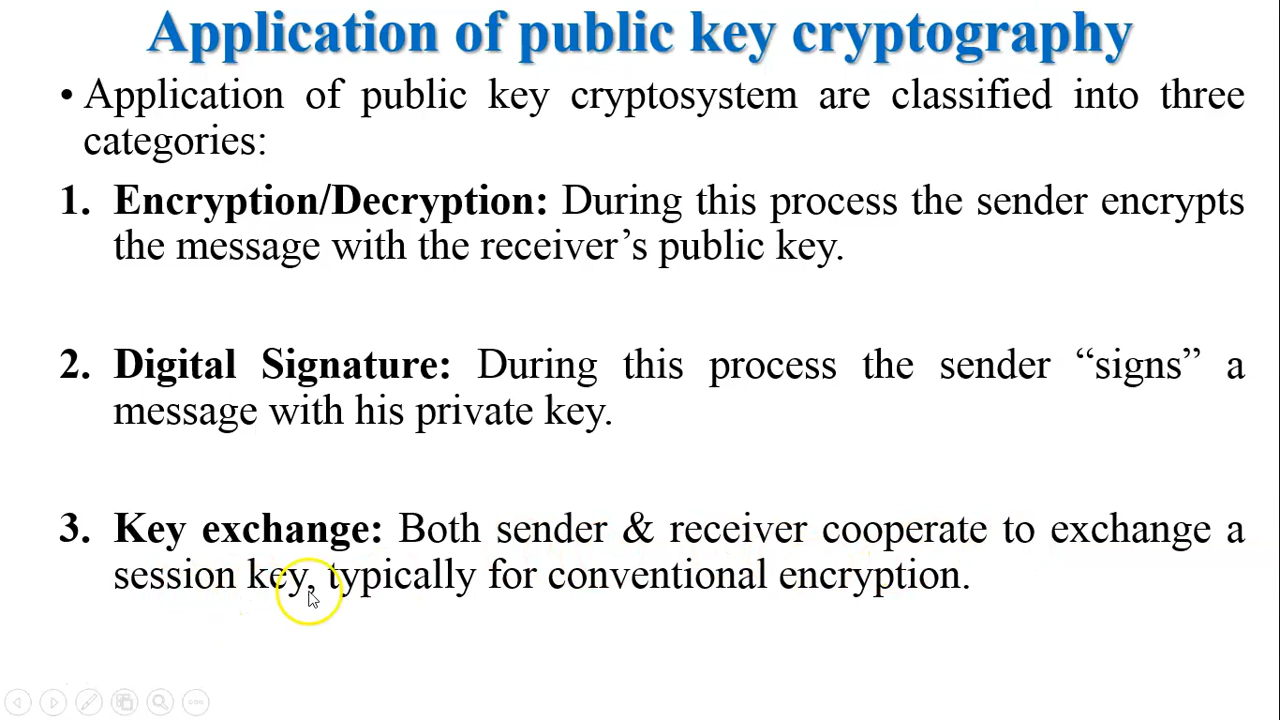 Application of public key cryptography
• Application of public key cryptosystem are classified into three
categories:
1. Encryption/Decryption: During this process the sender encrypts
the message with the receiver’s public key.
2. Digital Signature: During this process the sender “signs” a
message with his private key.
3. Key exchange: Both sender & receiver cooperate to exchange a
session key, typically for conventional encryption.